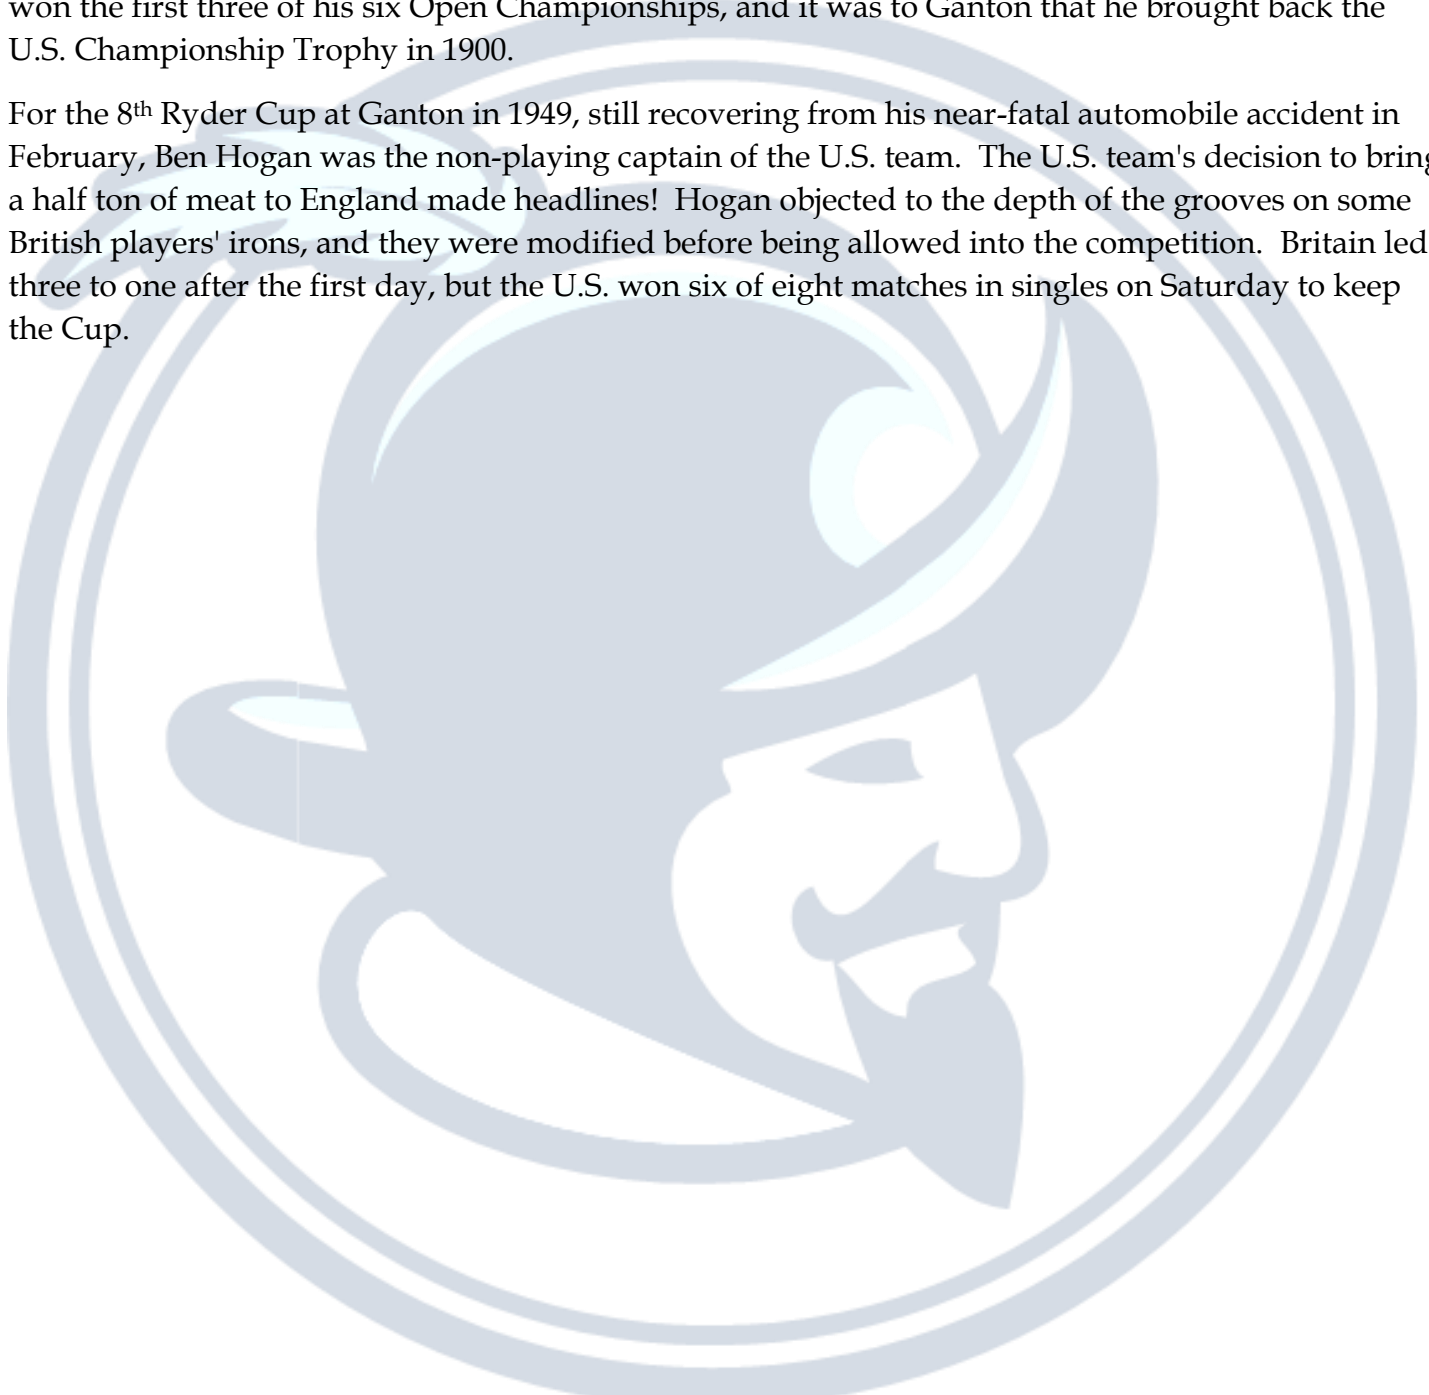 won the first three of his six Open Championships, and it was to Ganton that he brought back the
U.S. Championship Trophy in 1900.
For the 8th Ryder Cup at Ganton in 1949, still recovering from his near-fatal automobile accident in
February, Ben Hogan was the non-playing captain of the U.S. team.  The U.S. team's decision to bring
a half ton of meat to England made headlines!  Hogan objected to the depth of the grooves on some
British players' irons, and they were modified before being allowed into the competition.  Britain led
three to one after the first day, but the U.S. won six of eight matches in singles on Saturday to keep
the Cup.